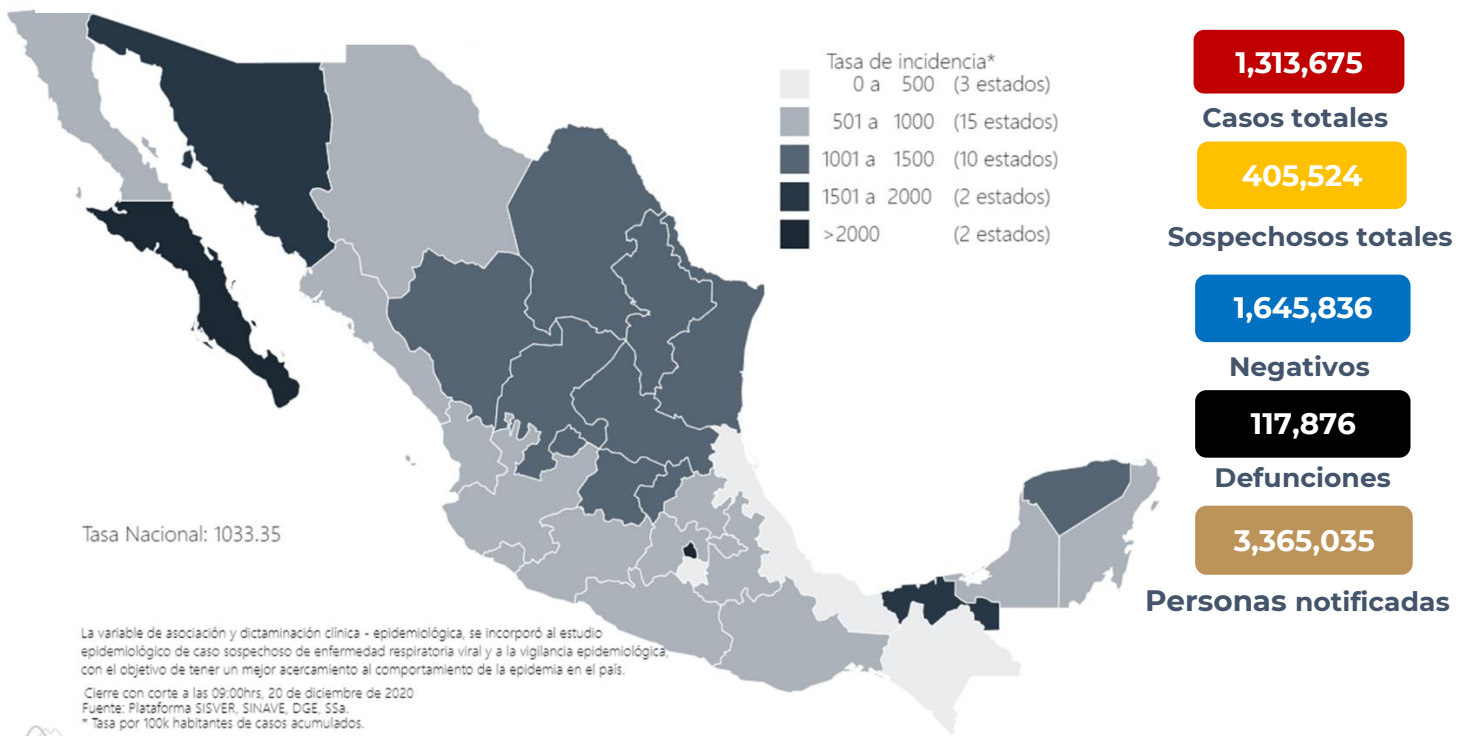 Tasa de incidencia*
0 a 500 (3 estados)
501 a 1000 (15 estados)
1001 a 1500 (10 estados)
1501 a 2000 (2 estados)
>2000 (2 estados)
1,313,675
Casos totales
405,524
Sospechosos totales
1,645,836
Negativos
117,876
Defunciones
3,365,035
Personas notificadas
Tasa Nacional: 1033.35
La variable de asociación y dictaminación clínica - epidemiológica, se incorporó al estudio
epidemiológico de caso sospechoso de enfermedad respiratoria viral y a la vigilancia epidemiológica,
con el objetivo de tener un mejor acercamiento al comportamiento de la epidemia en el país.
Cierre con corte a las 09:00hrs, 20 de diciembre de 2020
Fuente: Plataforma SISVER, SINAVE, DGE, SSa.
* Tasa por 100k habitantes de casos acumulados.